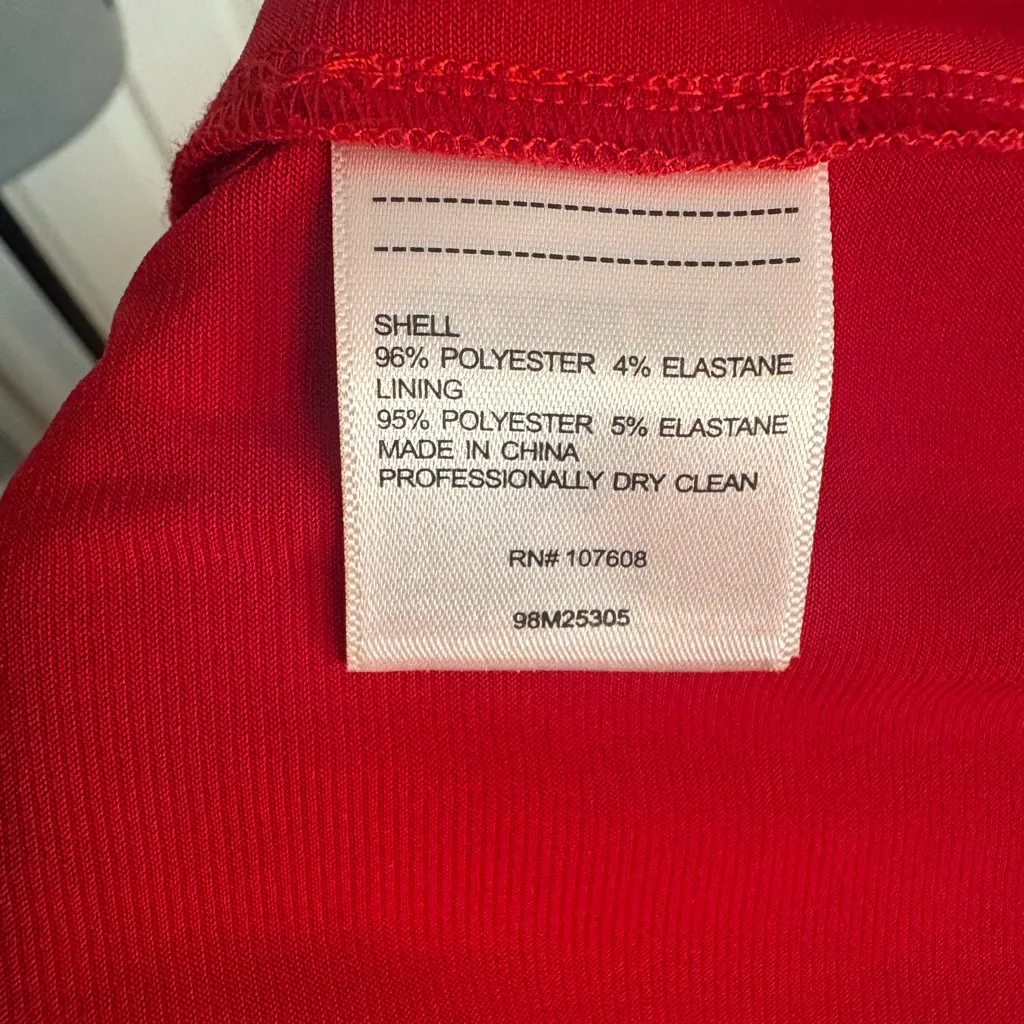 SHELL
96% POLYESTER 4% ELASTANE
LINING
95% POLYESTER 5% ELASTANE
MADE IN CHINA
PROFESSIONALLY DRY CLEAN
RN# 107608
98M25305